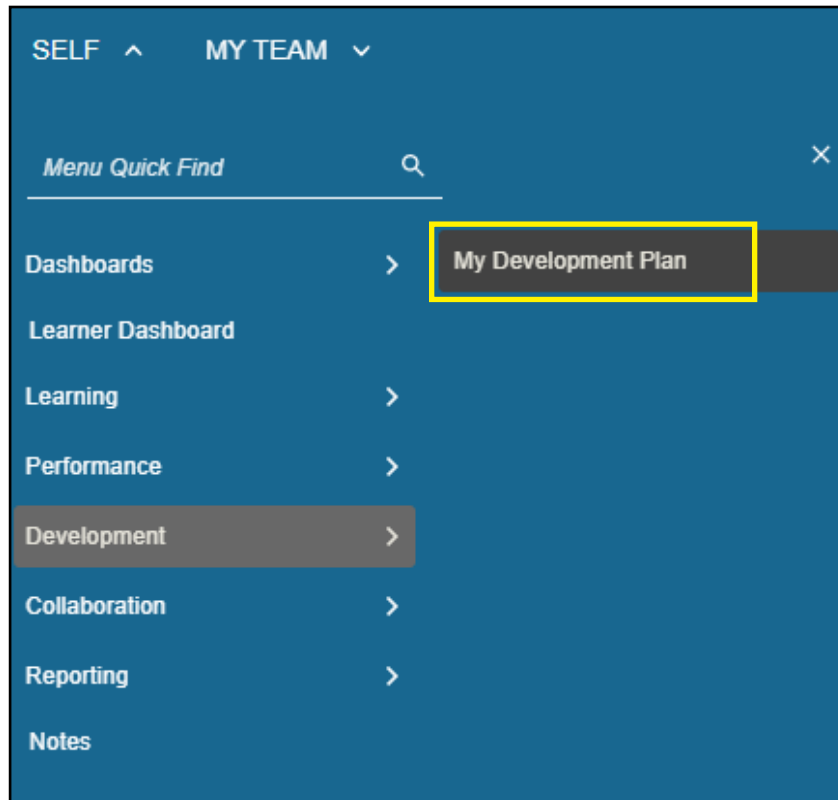 SELF MY TEAM
Menu Quick Find
Dashboards
My Development Plan
Learner Dashboard
Learning
Performance
Development
Collaboration
Reporting
Notes